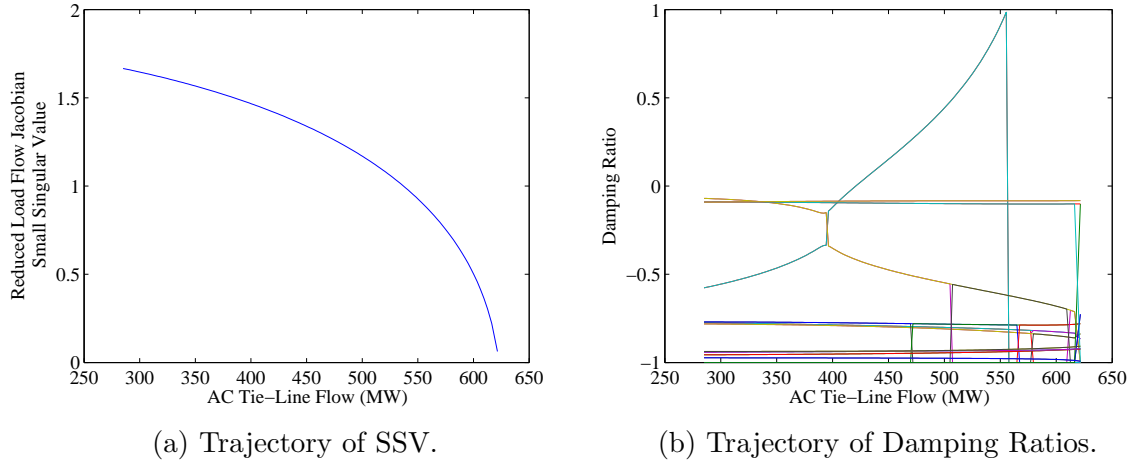 2
1.5
1
0.5
0
250 300 350 400 450 500 550 600 650
AC Tie−Line Flow (MW)
Reduced Load Flow Jacobian
Small Singular Value
(a) Trajectory of SSV.
1
0.5
0
−0.5
−1
250 300 350 400 450 500 550 600 650
AC Tie−Line Flow (MW)
Damping Ratio
(b) Trajectory of Damping Ratios.